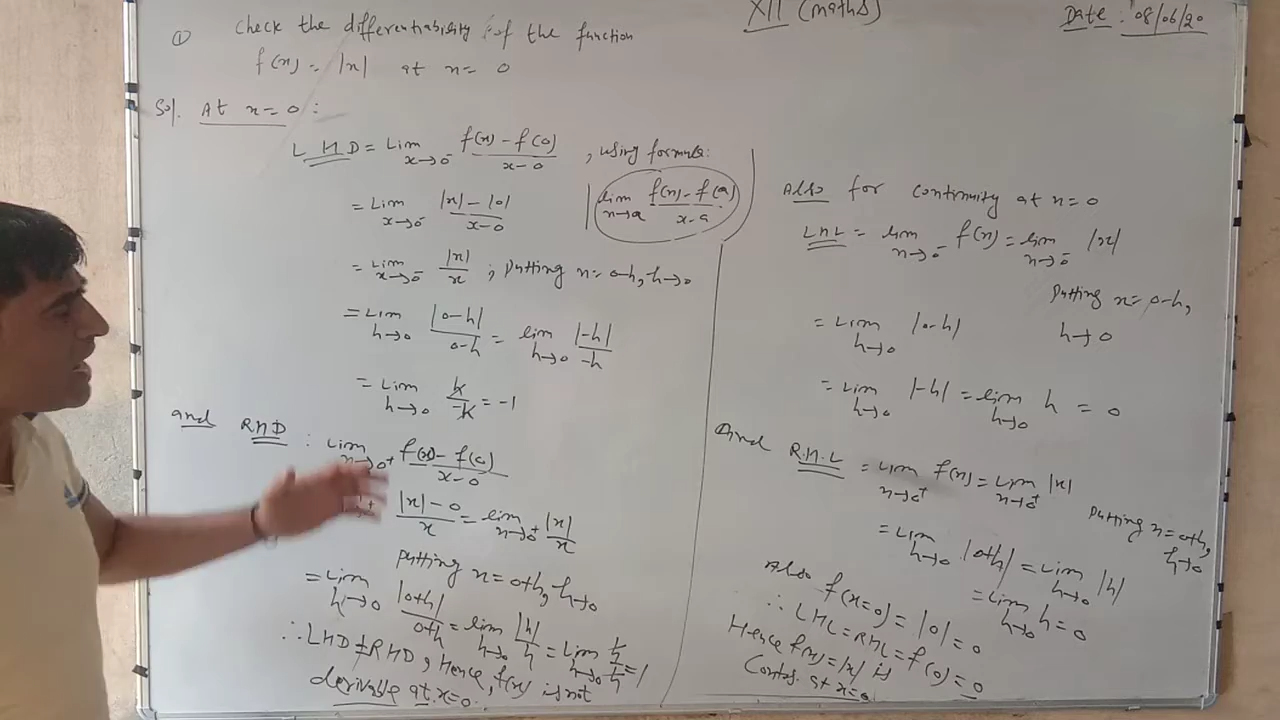 XII (maths)
Date : 08/06/20
① Check the differentiability of the function
f(x) = |x| at x = 0
Sol. At x = 0 :
LHD = Lim x→0⁻ f(x) - f(0) / x-0 , using formula:
lim x→a f(x) - f(a) / x-a
= Lim x→0⁻ |x| - |0| / x-0
= Lim x→0⁻ |x| / x ; putting x = 0-h, h→0
= Lim h→0 |0-h| / 0-h = lim h→0 |-h| / -h
= Lim h→0 h / -h = -1
and RHD : Lim x→0⁺ f(x) - f(0) / x-0
|x| - 0 / x = lim x→0⁺ |x| / x
putting x = 0+h, h→0
= Lim h→0 |0+h| / 0+h = lim h→0 |h| / h = Lim h→0 h / h = 1
∴ LHD ≠ RHD, Hence, f(x) is not
derivable at x=0.
Also for continuity at x=0
LHL = lim x→0⁻ f(x) = lim x→0⁻ |x|
putting x = 0-h,
h→0
= Lim h→0 |0-h|
= Lim h→0 |-h| = Lim h→0 h = 0
And R.H.L = Lim x→0⁺ f(x) = Lim x→0⁺ |x|
putting x = 0+h,
h→0
= Lim h→0 |0+h| = Lim h→0 |h|
= Lim h→0 h = 0
Also f(x=0) = |0| = 0
∴ LHL = RHL = f(0) = 0
Hence f(x) = |x| is
Contus. at x=0